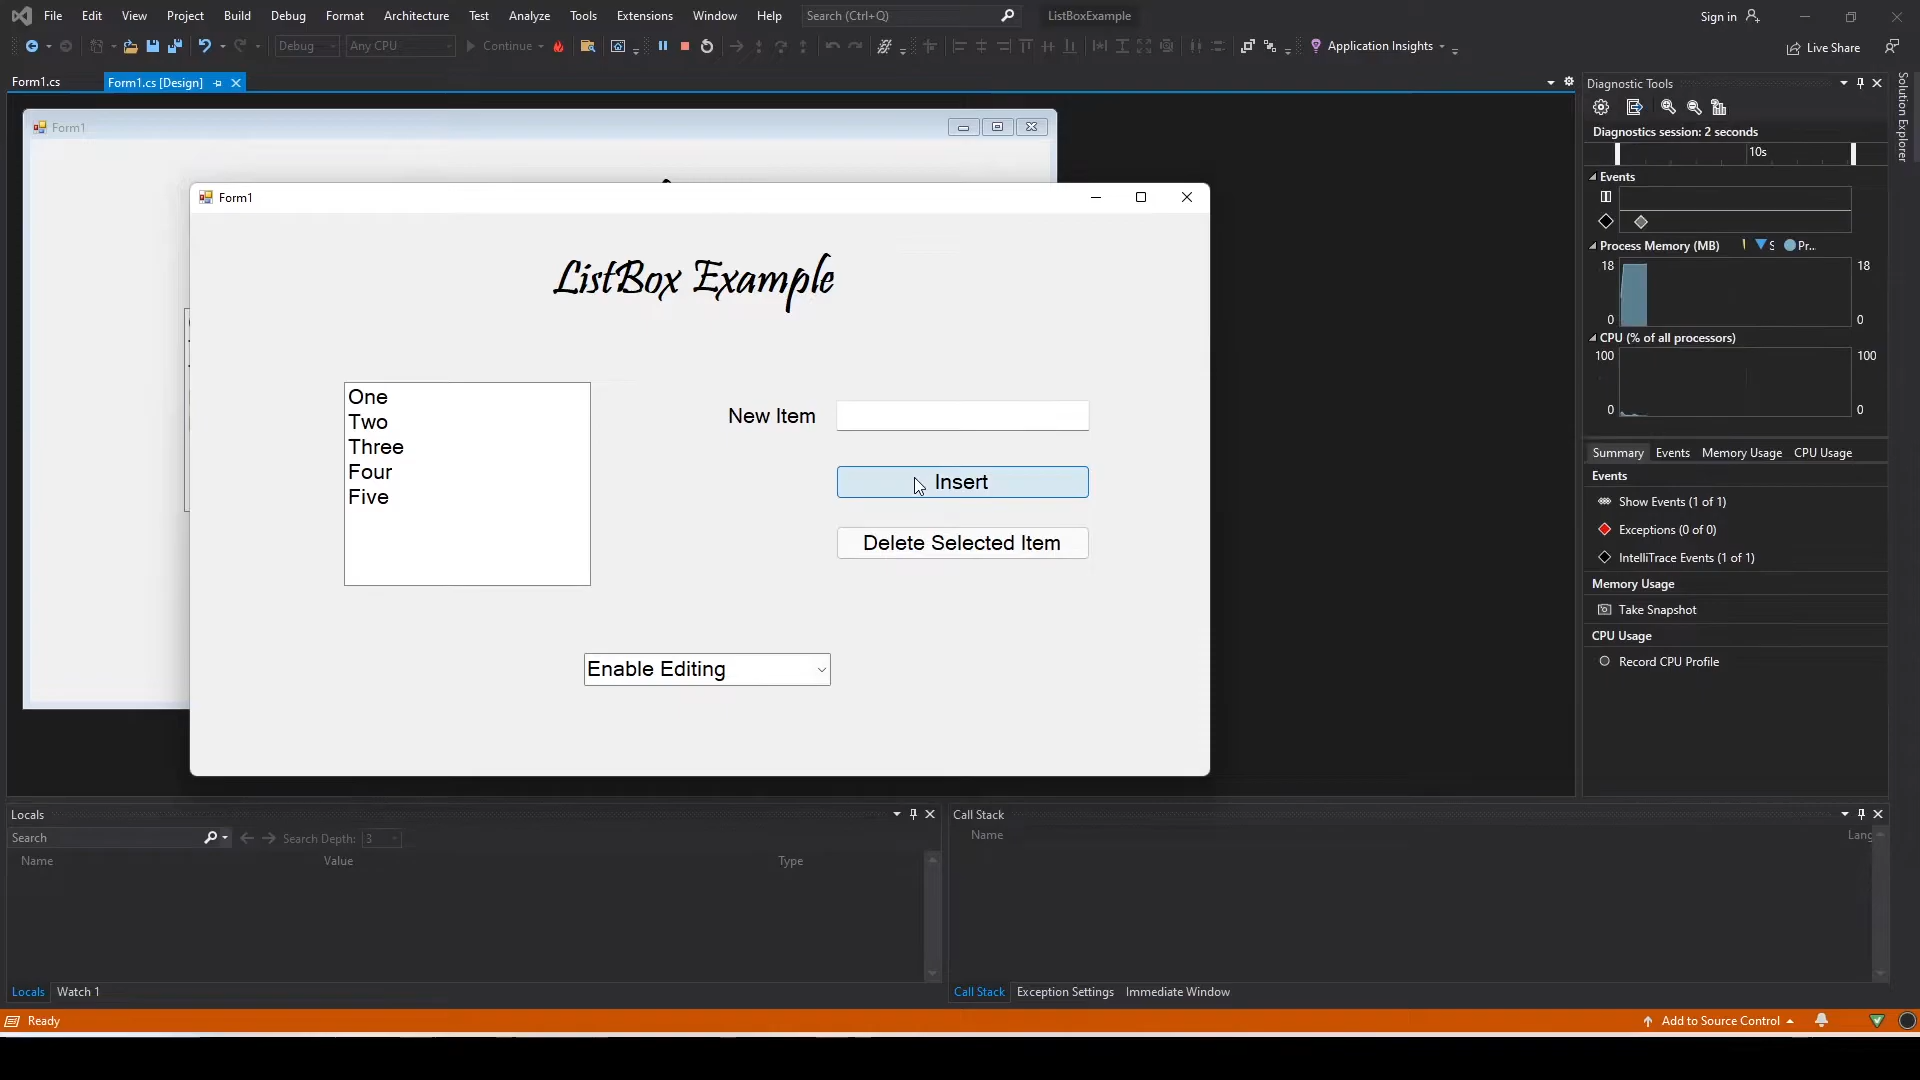 File Edit View Project Build Debug Format Architecture Test Analyze Tools Extensions Window Help Search (Ctrl+Q) ListBoxExample Sign in
Debug Any CPU Continue Application Insights Live Share
Form1.cs Form1.cs [Design]
Form1
Form1
ListBox Example
One
Two
Three
Four
Five
New Item
Insert
Delete Selected Item
Enable Editing
Diagnostic Tools
Diagnostics session: 2 seconds
10s
Events
Process Memory (MB) S Pr...
18 18
0 0
CPU (% of all processors)
100 100
0 0
Summary Events Memory Usage CPU Usage
Events
Show Events (1 of 1)
Exceptions (0 of 0)
IntelliTrace Events (1 of 1)
Memory Usage
Take Snapshot
CPU Usage
Record CPU Profile
Solution Explorer
Locals
Search Search Depth: 3
Name Value Type
Locals Watch 1
Call Stack
Name Lang
Call Stack Exception Settings Immediate Window
Ready Add to Source Control